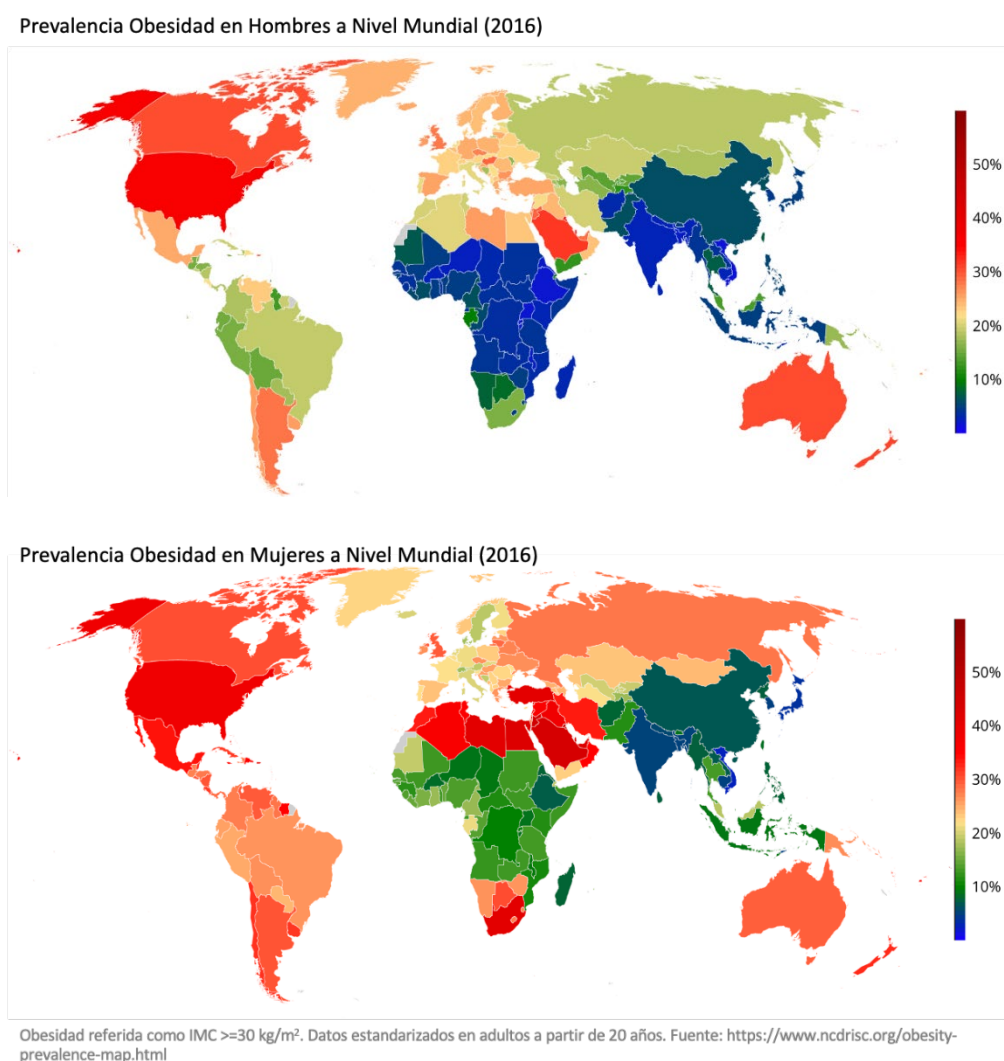 Prevalencia Obesidad en Hombres a Nivel Mundial (2016)
50%
40%
30%
20%
10%
Prevalencia Obesidad en Mujeres a Nivel Mundial (2016)
50%
40%
30%
20%
10%
Obesidad referida como IMC >=30 kg/m². Datos estandarizados en adultos a partir de 20 años. Fuente: https://www.ncdrisc.org/obesity-
prevalence-map.html